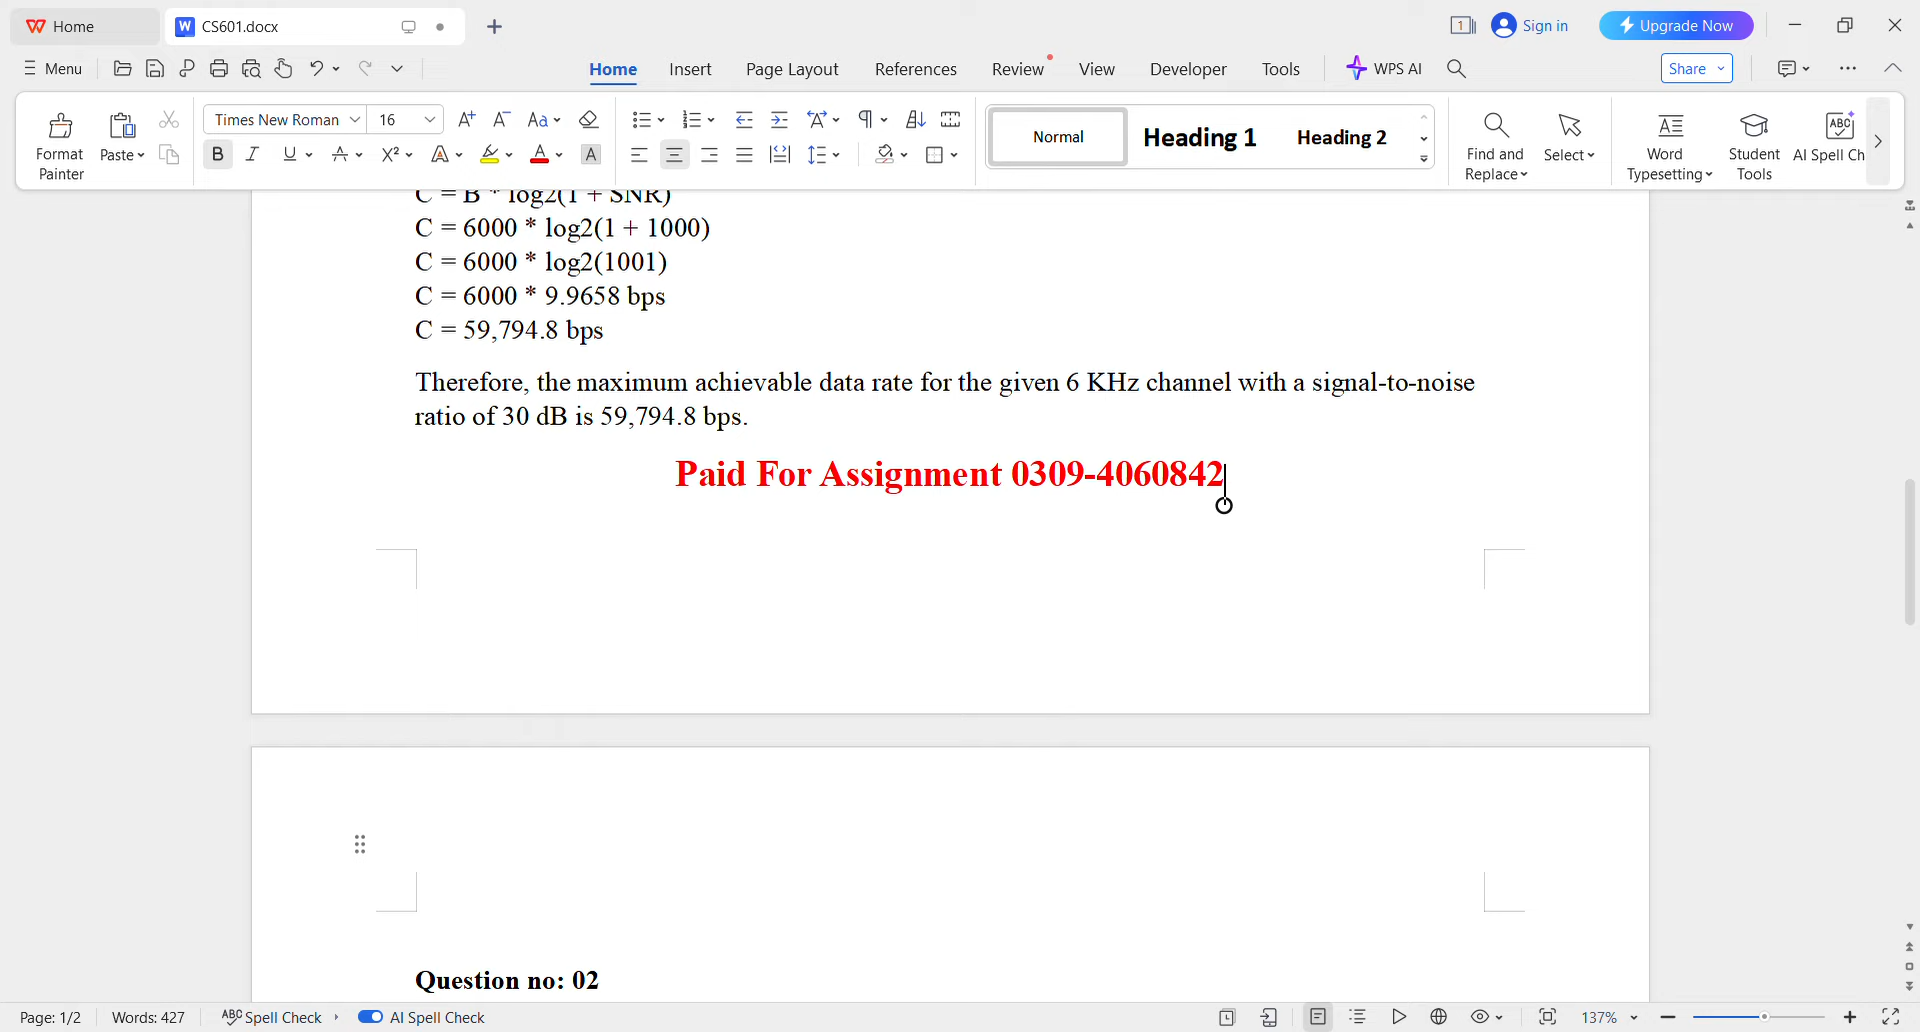 Home
CS601.docx
Sign in
Upgrade Now
Menu
Home
Insert
Page Layout
References
Review
View
Developer
Tools
WPS AI
Share
Format
Painter
Paste
Times New Roman
16
Normal
Heading 1
Heading 2
Find and
Replace
Select
Word
Typesetting
Student
Tools
AI Spell Ch
C = B * log2(1 + SNR)
C = 6000 * log2(1 + 1000)
C = 6000 * log2(1001)
C = 6000 * 9.9658 bps
C = 59,794.8 bps
Therefore, the maximum achievable data rate for the given 6 KHz channel with a signal-to-noise
ratio of 30 dB is 59,794.8 bps.
Paid For Assignment 0309-4060842
Question no: 02
Page: 1/2
Words: 427
Spell Check
AI Spell Check
137%